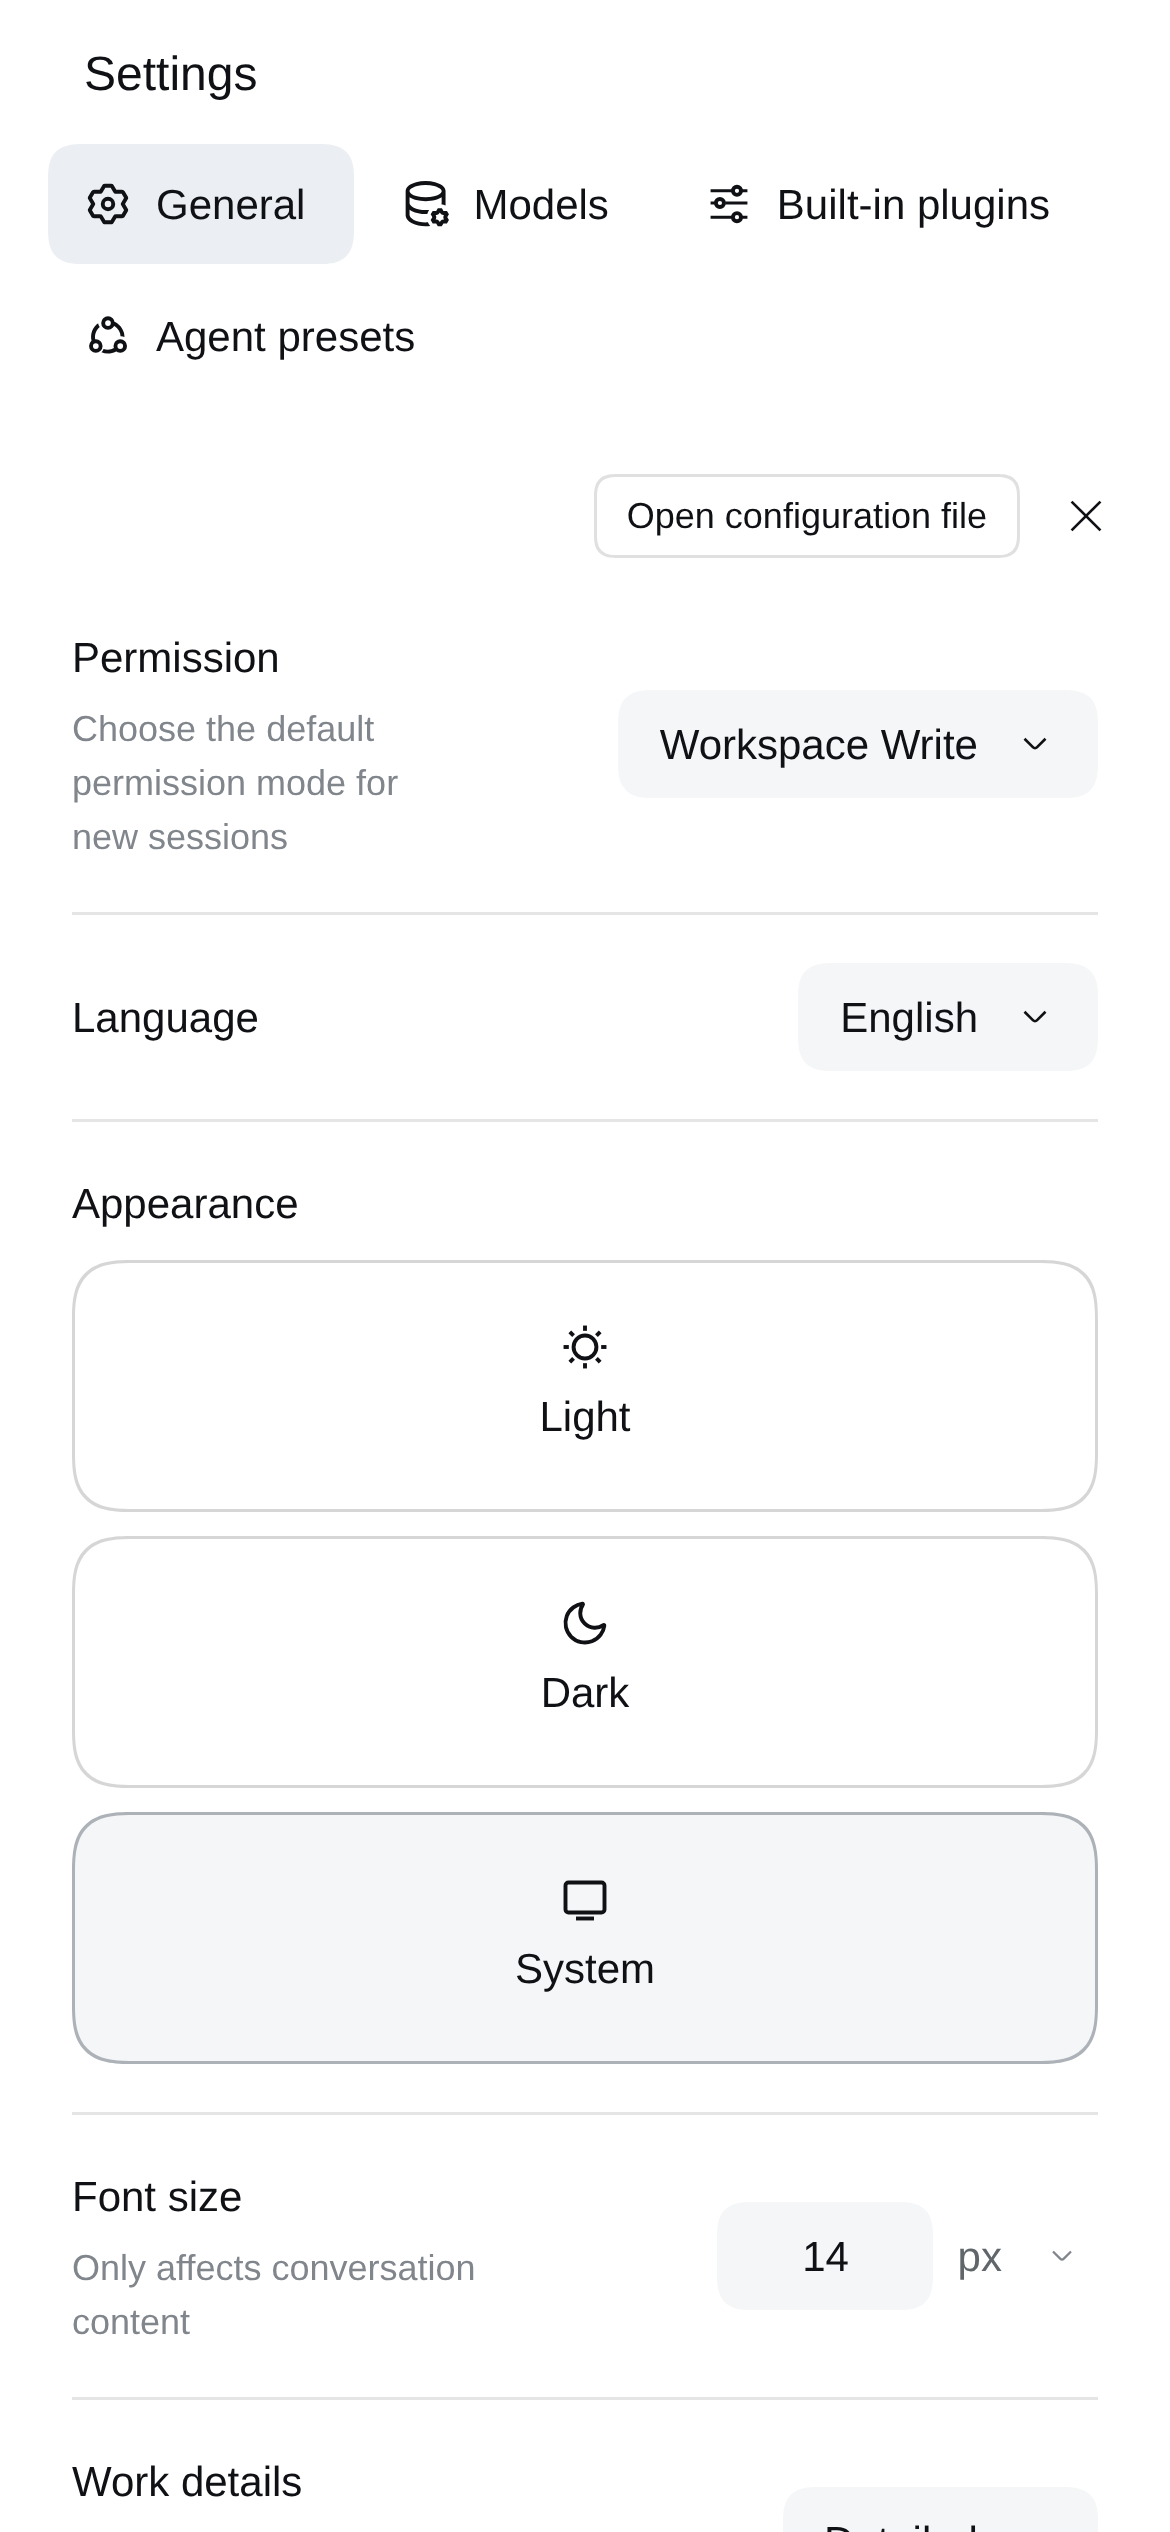 Settings
General
Models
Built-in plugins
Agent presets
Open configuration file
Permission
Choose the default
permission mode for
new sessions
Workspace Write
Language
English
Appearance
Light
Dark
System
Font size
Only affects conversation
content
14
px
Work details